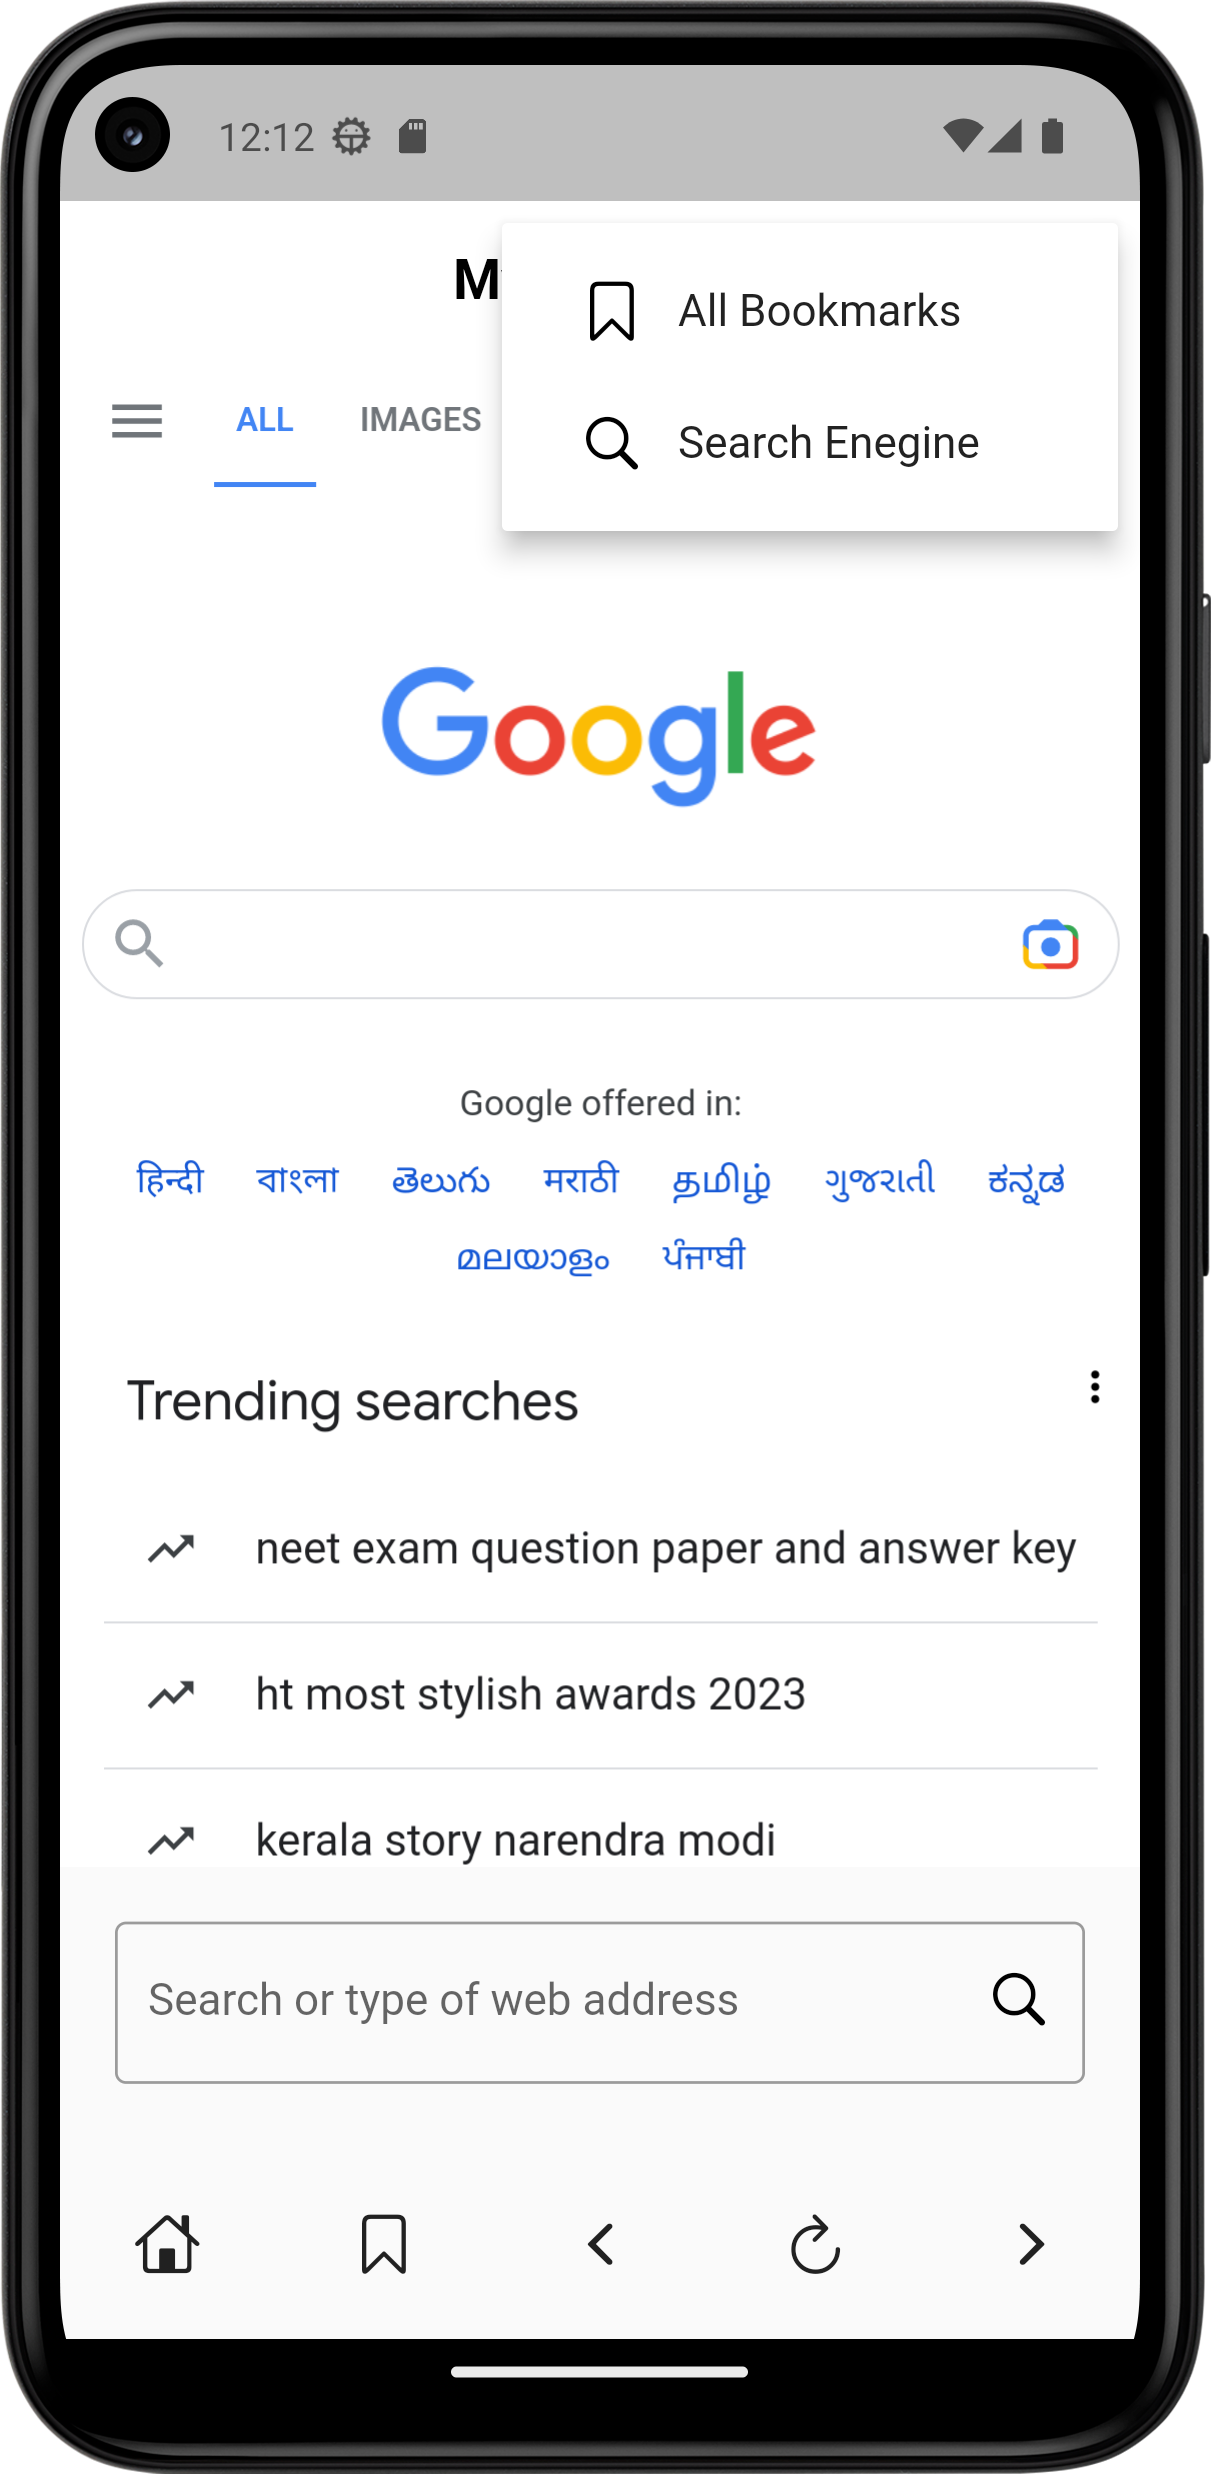 12:12
M
All Bookmarks
ALL IMAGES
Search Enegine
Google
Google offered in:
हिन्दी বাংলা తెలుగు मराठी தமிழ் ગુજરાતી ಕನ್ನಡ
മലയാളം ਪੰਜਾਬੀ
Trending searches
neet exam question paper and answer key
ht most stylish awards 2023
kerala story narendra modi
Search or type of web address